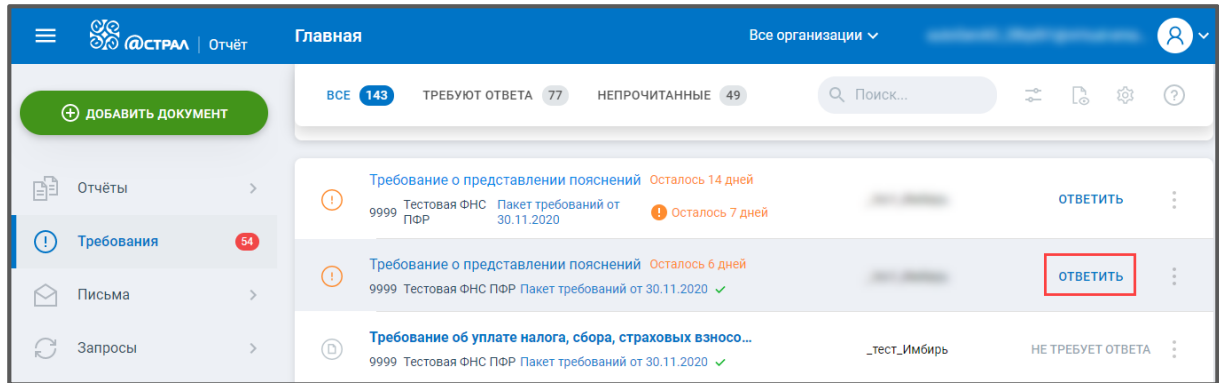 @СТРАЛ | Отчёт
Главная
Все организации
ДОБАВИТЬ ДОКУМЕНТ
ВСЕ 143 ТРЕБУЮТ ОТВЕТА 77 НЕПРОЧИТАННЫЕ 49
Поиск...
Отчёты
Требования 54
Письма
Запросы
Требование о представлении пояснений Осталось 14 дней
9999 Тестовая ФНС ПФР Пакет требований от 30.11.2020 Осталось 7 дней
ОТВЕТИТЬ
Требование о представлении пояснений Осталось 6 дней
9999 Тестовая ФНС ПФР Пакет требований от 30.11.2020
ОТВЕТИТЬ
Требование об уплате налога, сбора, страховых взносо...
9999 Тестовая ФНС ПФР Пакет требований от 30.11.2020
_тест_Имбирь
НЕ ТРЕБУЕТ ОТВЕТА